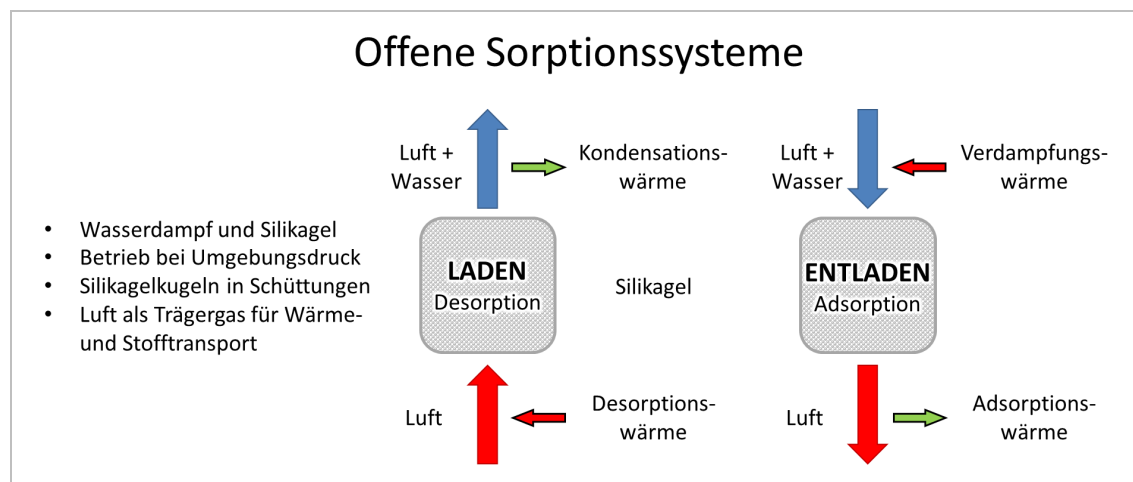 Offene Sorptionssysteme
• Wasserdampf und Silikagel
• Betrieb bei Umgebungsdruck
• Silikagelkugeln in Schüttungen
• Luft als Trägergas für Wärme-
und Stofftransport
Luft +
Wasser
Kondensations-
wärme
LADEN
Desorption
Luft
Desorptions-
wärme
Silikagel
Luft +
Wasser
Verdampfungs-
wärme
ENTLADEN
Adsorption
Luft
Adsorptions-
wärme